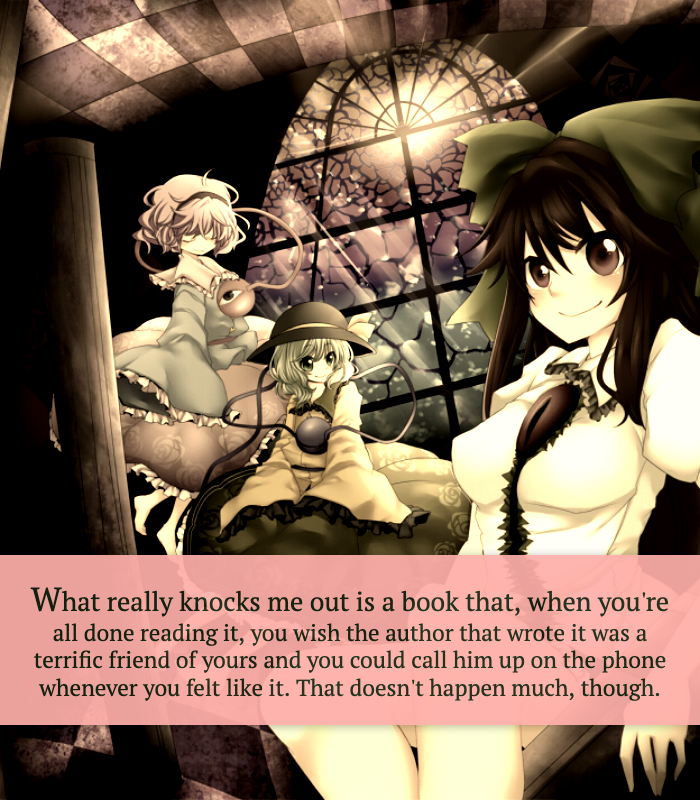 What really knocks me out is a book that, when you're
all done reading it, you wish the author that wrote it was a
terrific friend of yours and you could call him up on the phone
whenever you felt like it. That doesn't happen much, though.